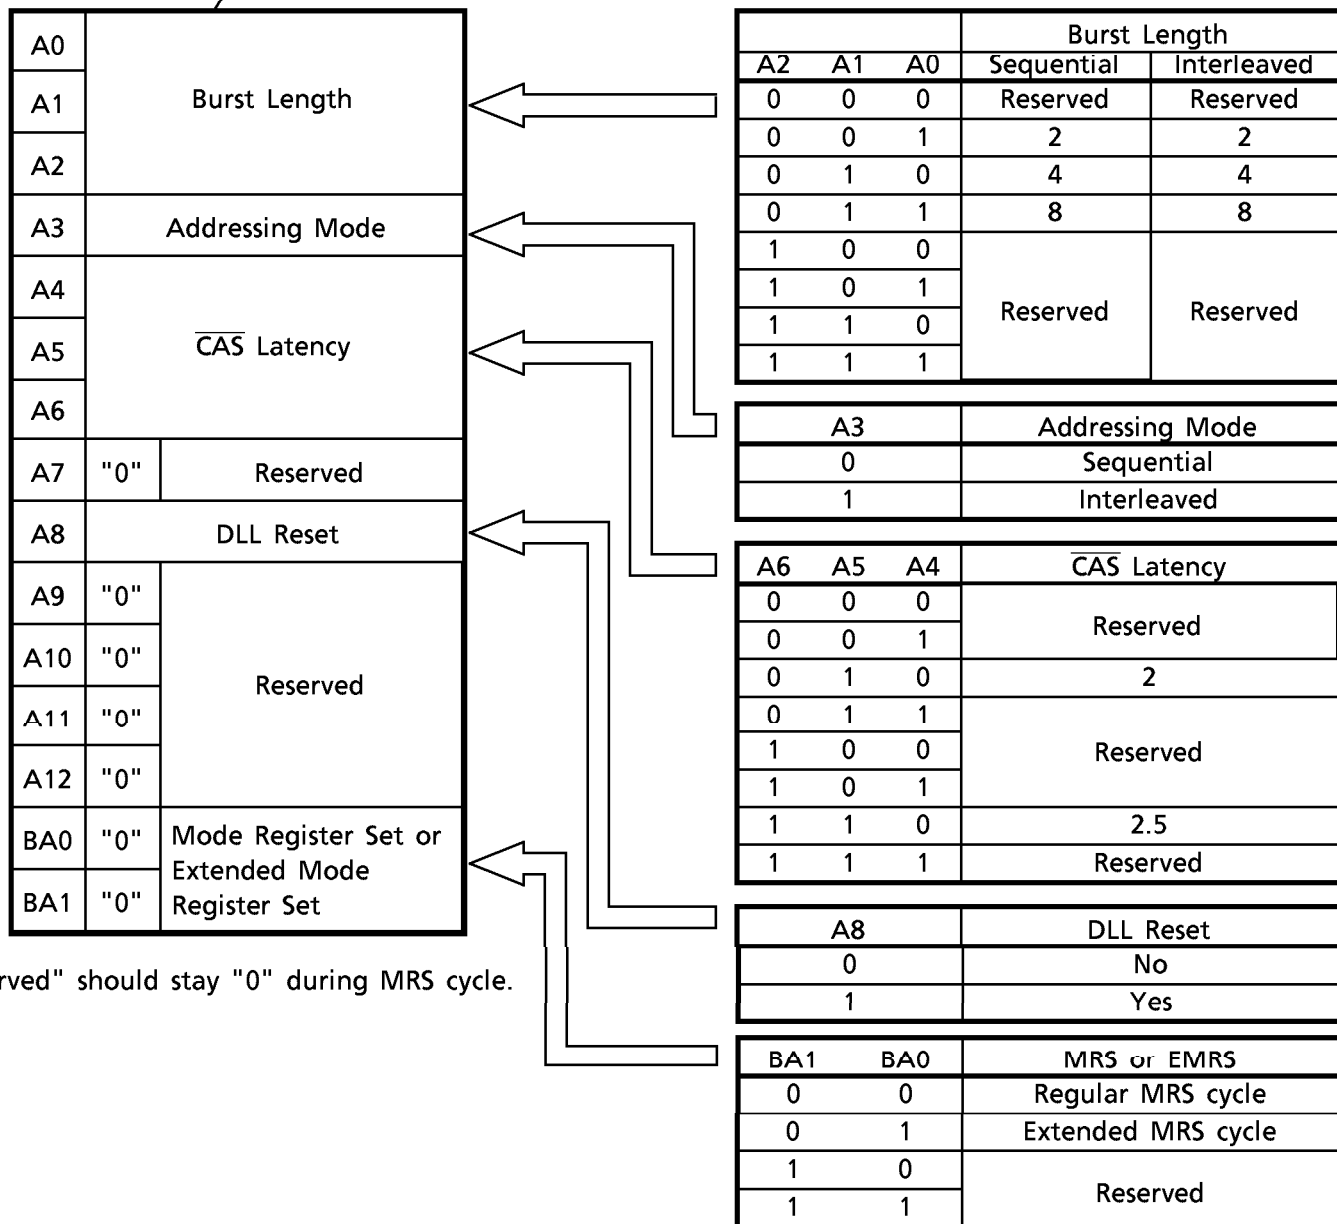 A0
A1 Burst Length
A2
A3 Addressing Mode
A4
A5 CAS Latency
A6
A7 "0" Reserved
A8 DLL Reset
A9 "0"
A10 "0" Reserved
A11 "0"
A12 "0"
BA0 "0" Mode Register Set or
Extended Mode
BA1 "0" Register Set
rved" should stay "0" during MRS cycle.
Burst Length
A2 A1 A0 Sequential Interleaved
0 0 0 Reserved Reserved
0 0 1 2 2
0 1 0 4 4
0 1 1 8 8
1 0 0
1 0 1
Reserved Reserved
1 1 0
1 1 1
A3 Addressing Mode
0 Sequential
1 Interleaved
A6 A5 A4 CAS Latency
0 0 0
Reserved
0 0 1
0 1 0 2
0 1 1
1 0 0 Reserved
1 0 1
1 1 0 2.5
1 1 1 Reserved
A8 DLL Reset
0 No
1 Yes
BA1 BA0 MRS or EMRS
0 0 Regular MRS cycle
0 1 Extended MRS cycle
1 0
Reserved
1 1